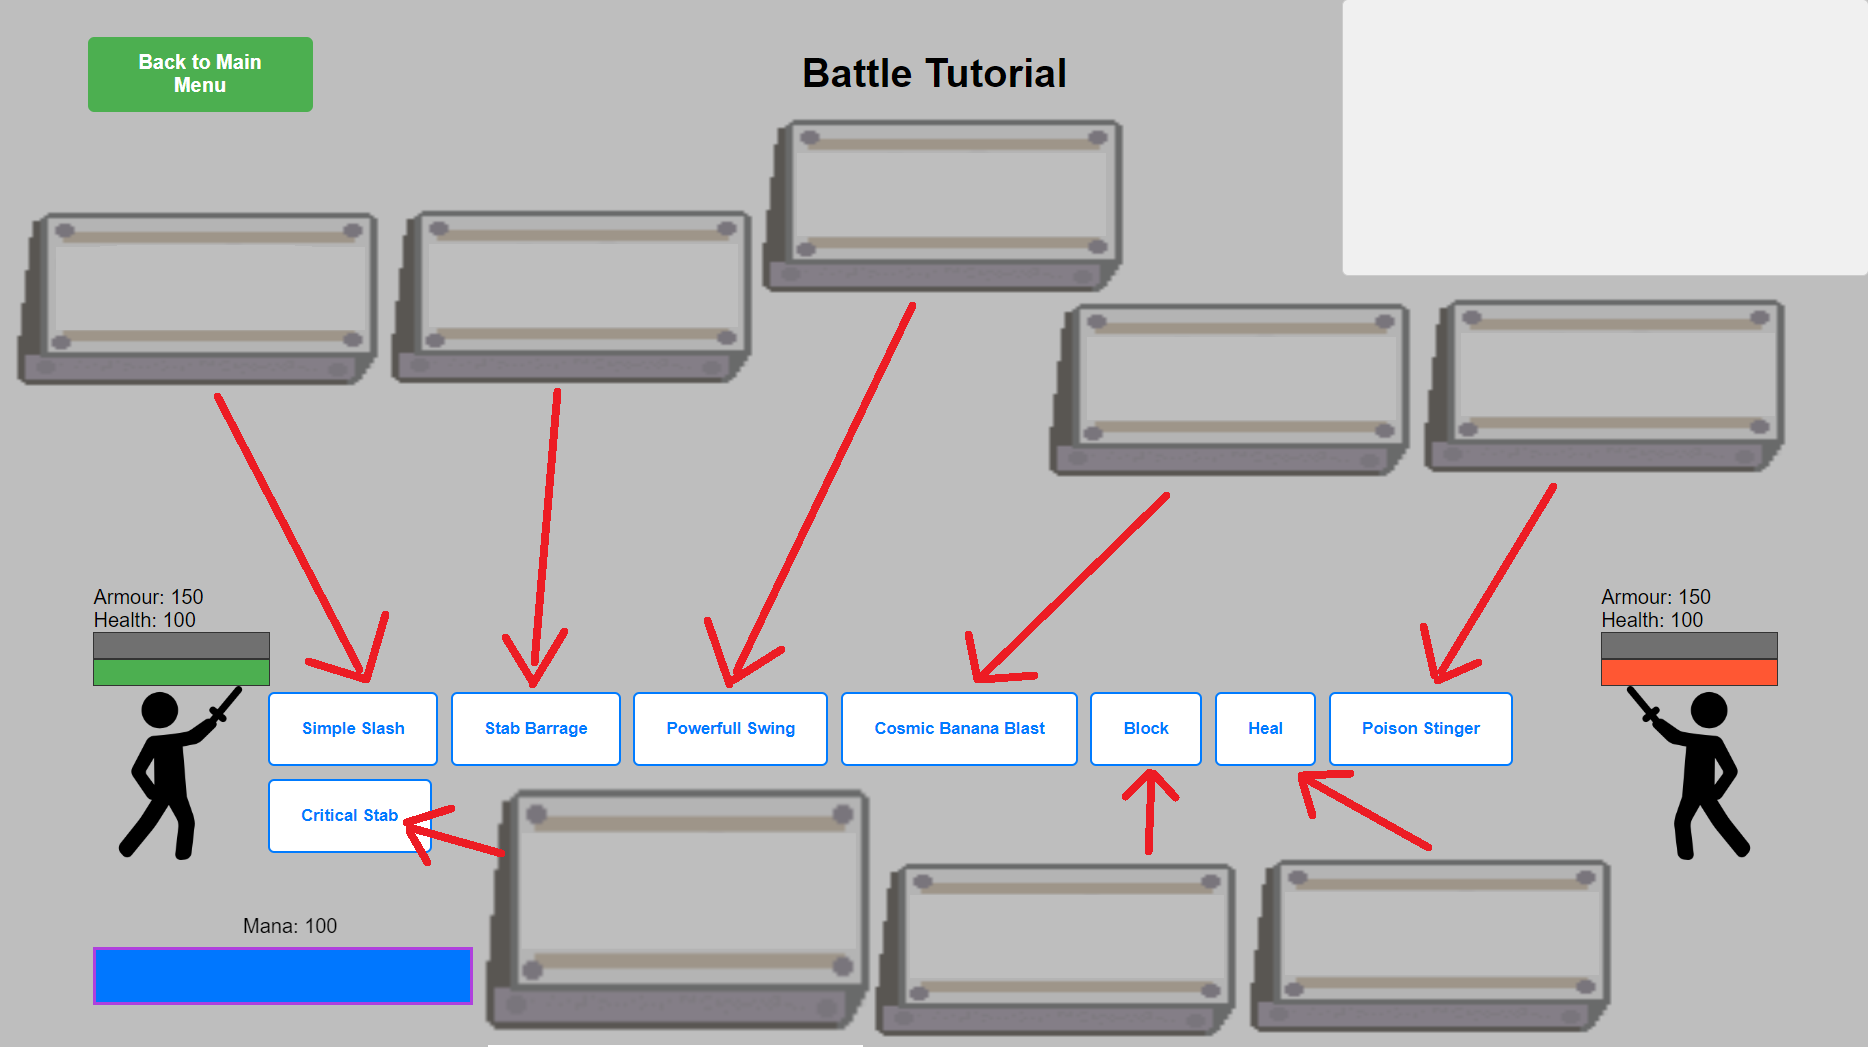 Back to Main
Menu
Battle Tutorial
Armour: 150
Health: 100
Armour: 150
Health: 100
Simple Slash
Stab Barrage
Powerfull Swing
Cosmic Banana Blast
Block
Heal
Poison Stinger
Critical Stab
Mana: 100